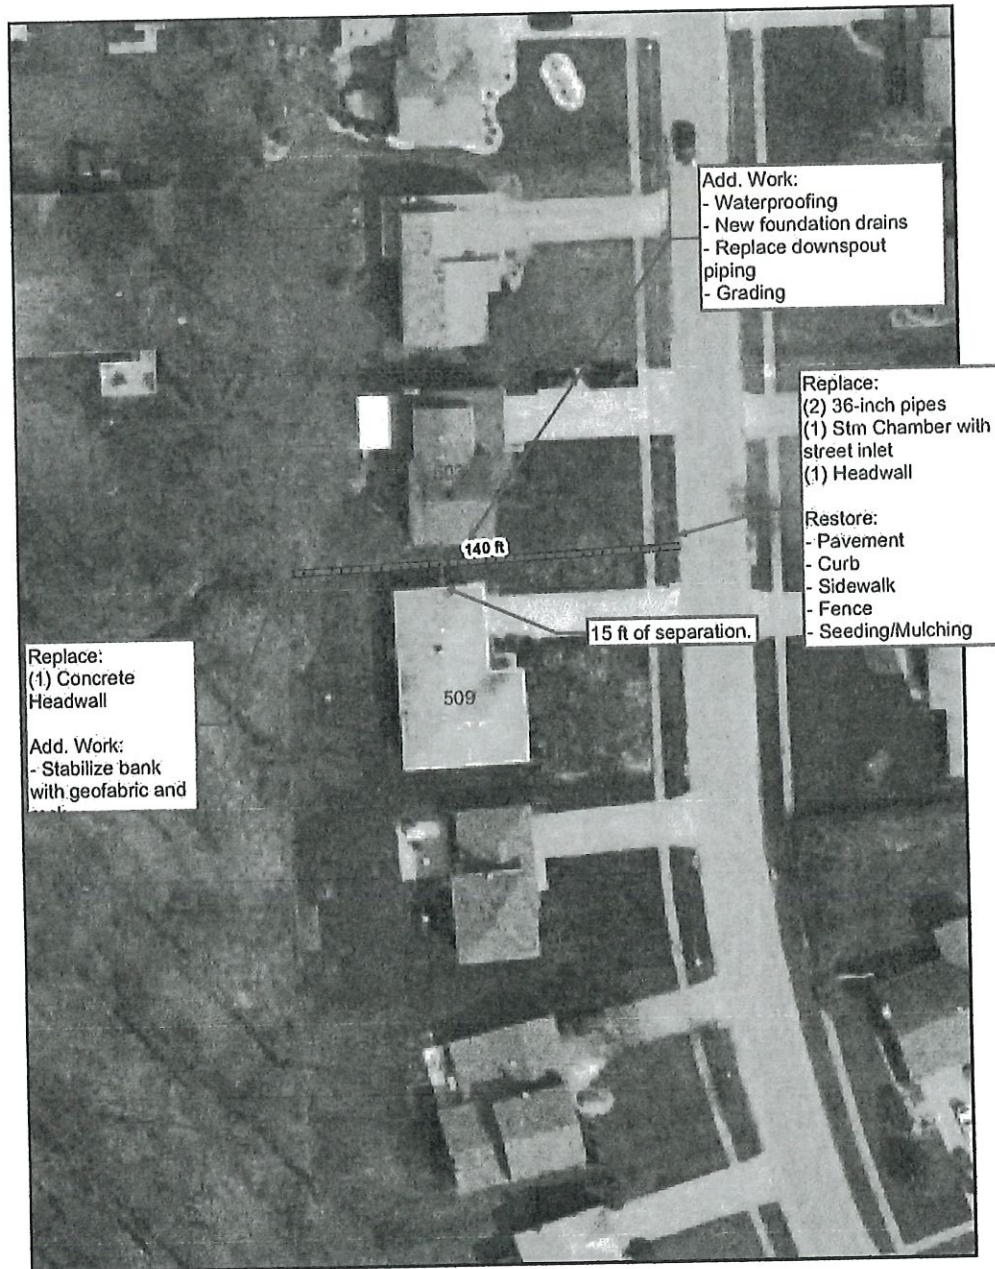 Add. Work:
- Waterproofing
- New foundation drains
- Replace downspout
piping
- Grading
Replace:
(2) 36-inch pipes
(1) Stm Chamber with
street inlet
(1) Headwall
Restore:
- Pavement
- Curb
- Sidewalk
- Fence
- Seeding/Mulching
140 ft
15 ft of separation.
Replace:
(1) Concrete
Headwall
Add. Work:
- Stabilize bank
with geofabric and
509